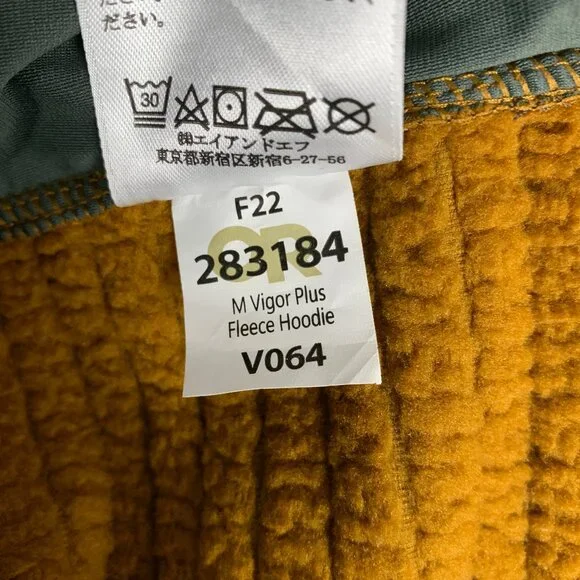 ださい。
30
㈱エイアンドエフ
東京都新宿区新宿6-27-56
F22
OR
283184
M Vigor Plus
Fleece Hoodie
V064